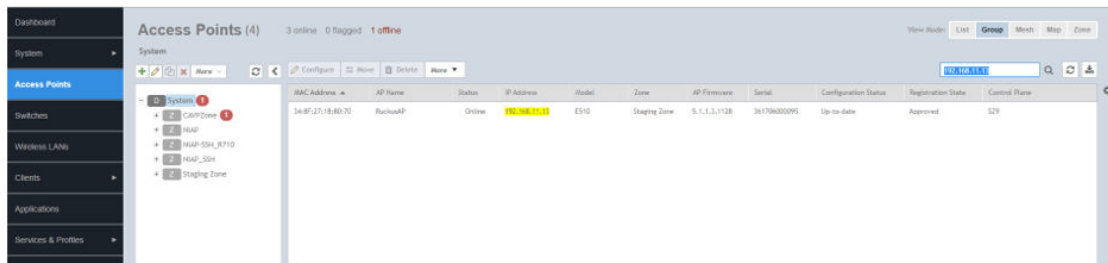 Dashboard
System
Access Points
Switches
Wireless LANs
Clients
Applications
Services & Profiles
Access Points (4) 3 online 0 flagged 1 offline
View Mode: List Group Mesh Map Zone
System
More
Configure Move Delete More
192.168.11.13
D System 1
Z CAVPZone 1
Z NIAP
Z NIAP-SSH_R710
Z NIAP_SSH
Z Staging Zone
MAC Address AP Name Status IP Address Model Zone AP Firmware Serial Configuration Status Registration State Control Plane
34:8F:27:18:8D:70 RuckusAP Online 192.168.11.13 E510 Staging Zone 5.1.1.3.1128 361706000095 Up-to-date Approved SZ9